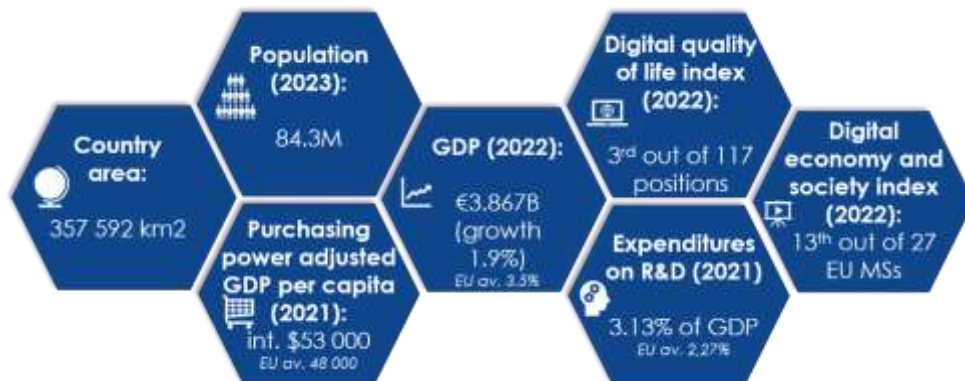 Country
area:
357 592 km2
Population
(2023):
84.3M
Purchasing
power adjusted
GDP per capita
(2021):
int. $53 000
EU av. 48 000
GDP (2022):
€3.867B
(growth
1.9%)
EU av. 3.5%
Digital quality
of life index
(2022):
3rd out of 117
positions
Expenditures
on R&D (2021)
3.13% of GDP
EU av. 2,27%
Digital
economy and
society index
(2022):
13th out of 27
EU MSs